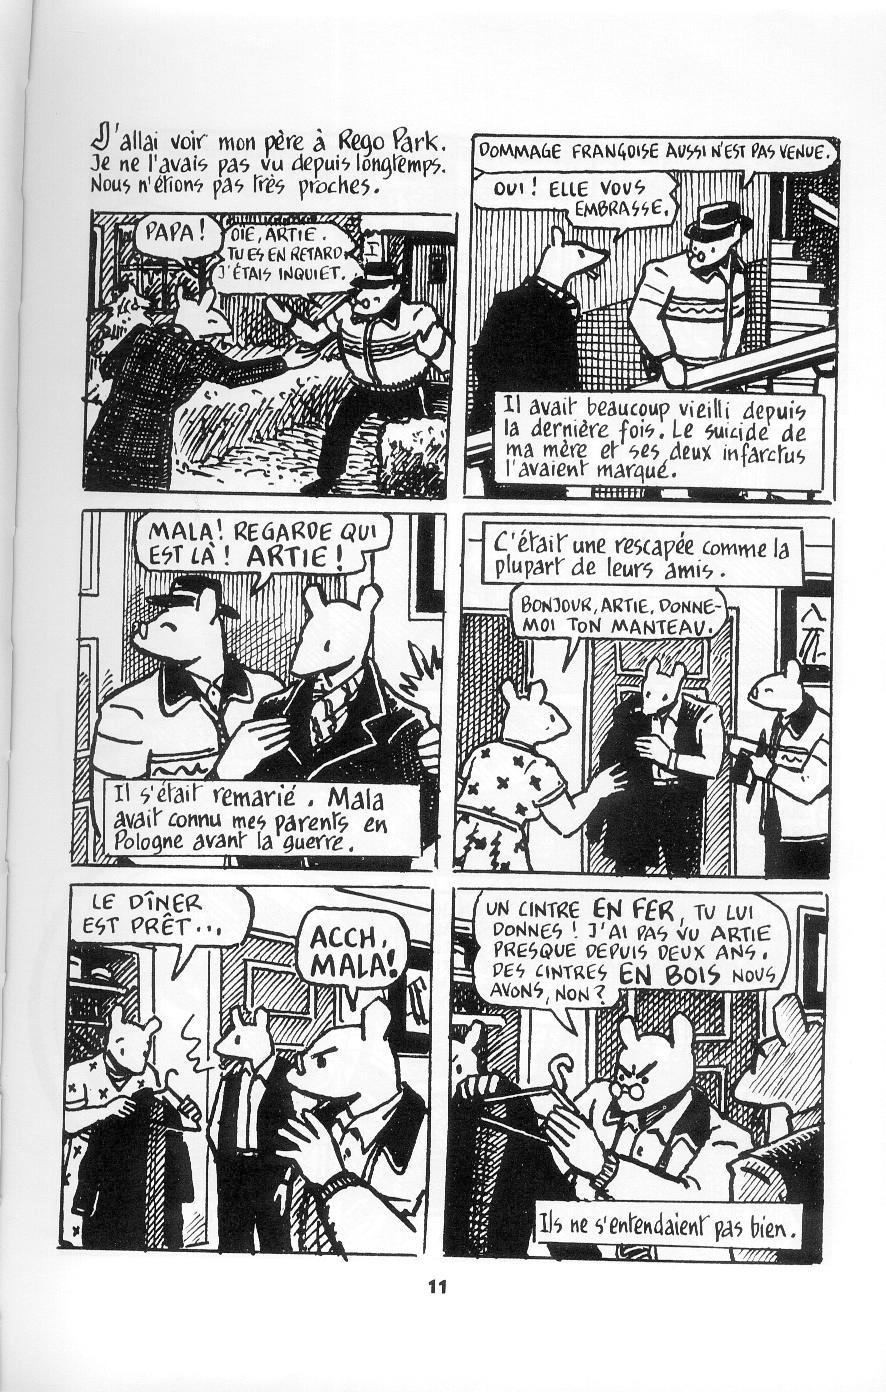 J'allai voir mon père à Rego Park.
Je ne l'avais pas vu depuis longtemps.
Nous n'étions pas très proches.
PAPA!
OÏE, ARTIE.
TU ES EN RETARD.
J'ÉTAIS INQUIET.
DOMMAGE FRANÇOISE AUSSI N'EST PAS VENUE.
OUI! ELLE VOUS
EMBRASSE.
Il avait beaucoup vieilli depuis
la dernière fois. Le suicide de
ma mère et ses deux infarctus
l'avaient marqué.
MALA! REGARDE QUI
EST LÀ! ARTIE!
Il s'était remarié. Mala
avait connu mes parents en
Pologne avant la guerre.
C'était une rescapée comme la
plupart de leurs amis.
BONJOUR, ARTIE, DONNE-
MOI TON MANTEAU.
LE DÎNER
EST PRÊT...
ACCH,
MALA!
UN CINTRE EN FER, TU LUI
DONNES! J'AI PAS VU ARTIE
PRESQUE DEPUIS DEUX ANS.
DES CINTRES EN BOIS NOUS
AVONS, NON?
Ils ne s'entendaient pas bien.
11